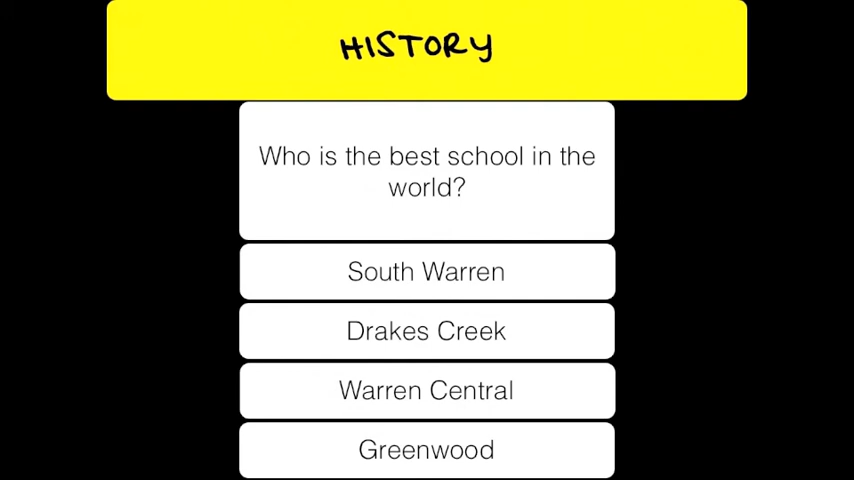 HISTORY
Who is the best school in the
world?
South Warren
Drakes Creek
Warren Central
Greenwood